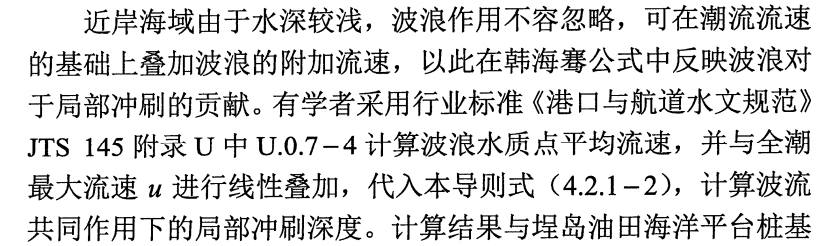 近岸海域由于水深较浅，波浪作用不容忽略，可在潮流流速
的基础上叠加波浪的附加流速，以此在韩海骞公式中反映波浪对
于局部冲刷的贡献。有学者采用行业标准《港口与航道水文规范》
JTS 145 附录 U 中 U.0.7－4 计算波浪水质点平均流速，并与全潮
最大流速 u 进行线性叠加，代入本导则式（4.2.1－2），计算波流
共同作用下的局部冲刷深度。计算结果与埕岛油田海洋平台桩基